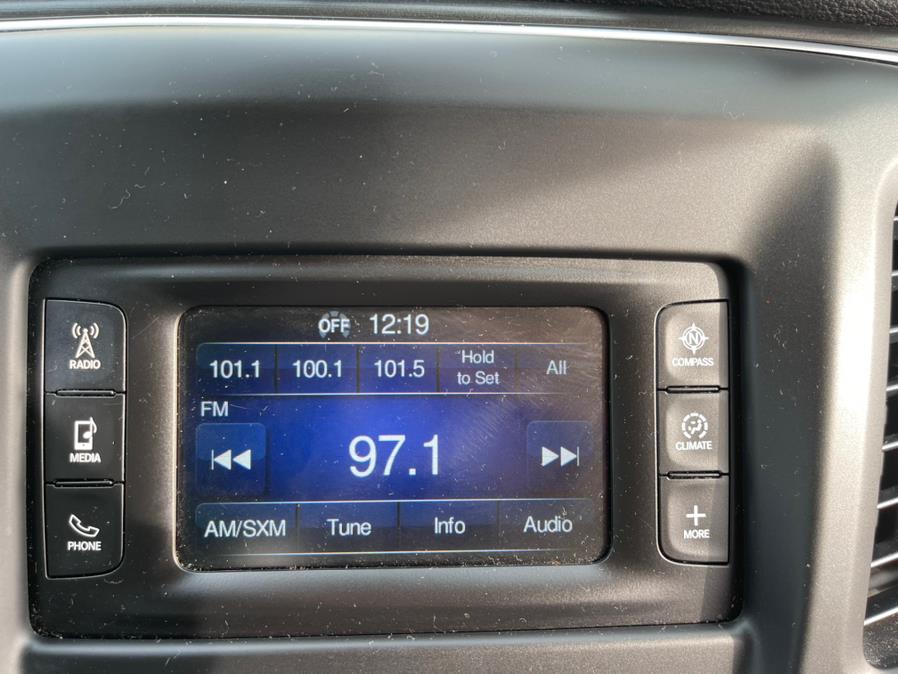 OFF 12:19
101.1 100.1 101.5 Hold to Set All
FM
97.1
AM/SXM Tune Info Audio
RADIO
MEDIA
PHONE
N
COMPASS
CLIMATE
MORE